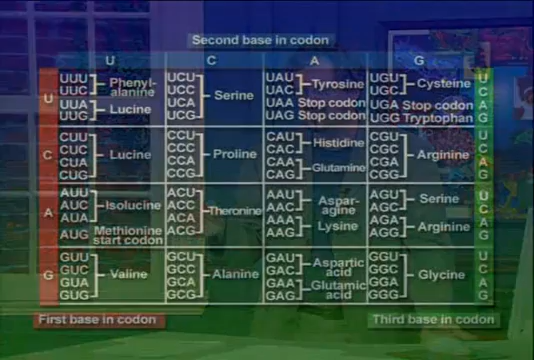 Second base in codon
U C A G
U
UUU
UUC
Phenyl-
alanine
UUA
UUG
Lucine
UCU
UCC
UCA
UCG
Serine
UAU
UAC
Tyrosine
UAA Stop codon
UAG Stop codon
UGU
UGC
Cysteine
UGA Stop codon
UGG Tryptophan
U
C
A
G
C
CUU
CUC
CUA
CUG
Lucine
CCU
CCC
CCA
CCG
Proline
CAU
CAC
Histidine
CAA
CAG
Glutamine
CGU
CGC
CGA
CGG
Arginine
U
C
A
G
A
AUU
AUC
AUA
Isolucine
AUG Methionine
start codon
ACU
ACC
ACA
ACG
Theronine
AAU
AAC
Aspar-
agine
AAA
AAG
Lysine
AGU
AGC
Serine
AGA
AGG
Arginine
U
C
A
G
G
GUU
GUC
GUA
GUG
Valine
GCU
GCC
GCA
GCG
Alanine
GAU
GAC
Aspartic
acid
GAA
GAG
Glutamic
acid
GGU
GGC
GGA
GGG
Glycine
U
C
A
G
First base in codon
Third base in codon